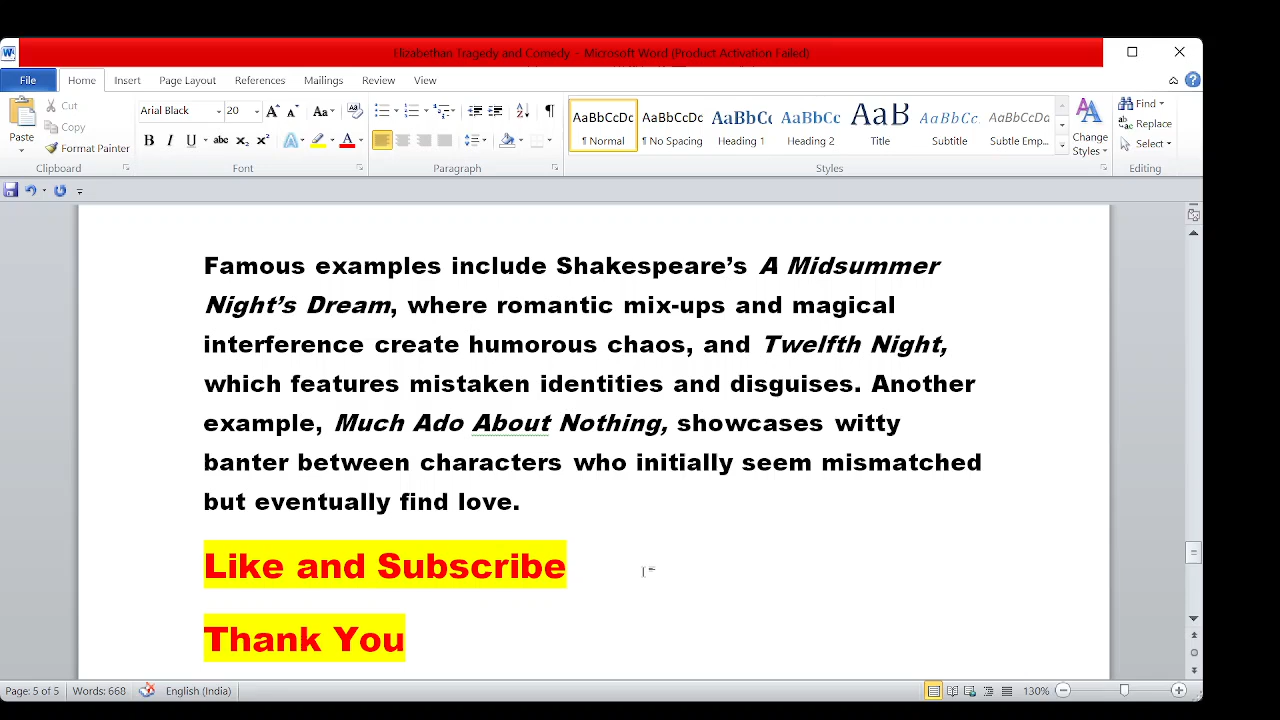 Elizabethan Tragedy and Comedy - Microsoft Word (Product Activation Failed)
File Home Insert Page Layout References Mailings Review View
Paste Cut Copy Format Painter Clipboard
Arial Black 20 Font
Paragraph
AaBbCcDc ¶ Normal
AaBbCcDc ¶ No Spacing
AaBbCc Heading 1
AaBbCc Heading 2
AaB Title
AaBbCc. Subtitle
AaBbCcDc Subtle Emp...
Change Styles Styles
Find Replace Select Editing
Famous examples include Shakespeare’s A Midsummer
Night’s Dream, where romantic mix-ups and magical
interference create humorous chaos, and Twelfth Night,
which features mistaken identities and disguises. Another
example, Much Ado About Nothing, showcases witty
banter between characters who initially seem mismatched
but eventually find love.
Like and Subscribe
Thank You
Page: 5 of 5 Words: 668 English (India) 130%